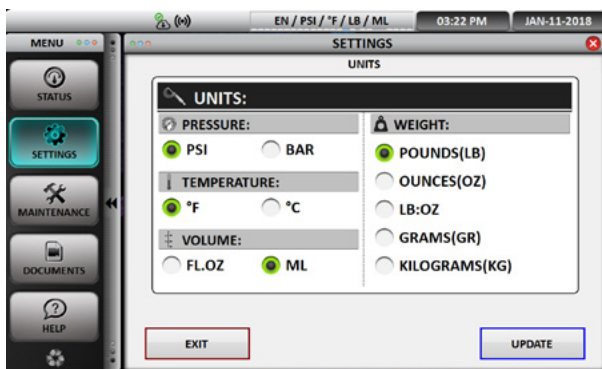 EN / PSI / °F / LB / ML
03:22 PM
JAN-11-2018
MENU
SETTINGS
UNITS
STATUS
SETTINGS
MAINTENANCE
DOCUMENTS
HELP
UNITS:
PRESSURE:
PSI
BAR
TEMPERATURE:
°F
°C
VOLUME:
FL.OZ
ML
WEIGHT:
POUNDS(LB)
OUNCES(OZ)
LB:OZ
GRAMS(GR)
KILOGRAMS(KG)
EXIT
UPDATE